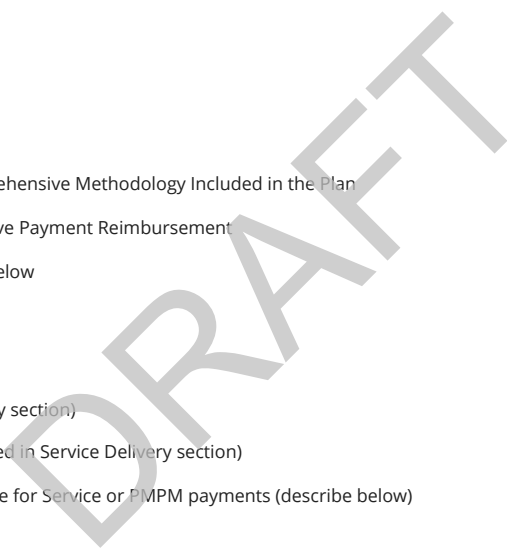 ehensive Methodology Included in the Plan
ve Payment Reimbursement
elow
y section)
ed in Service Delivery section)
e for Service or PMPM payments (describe below)
DRAFT